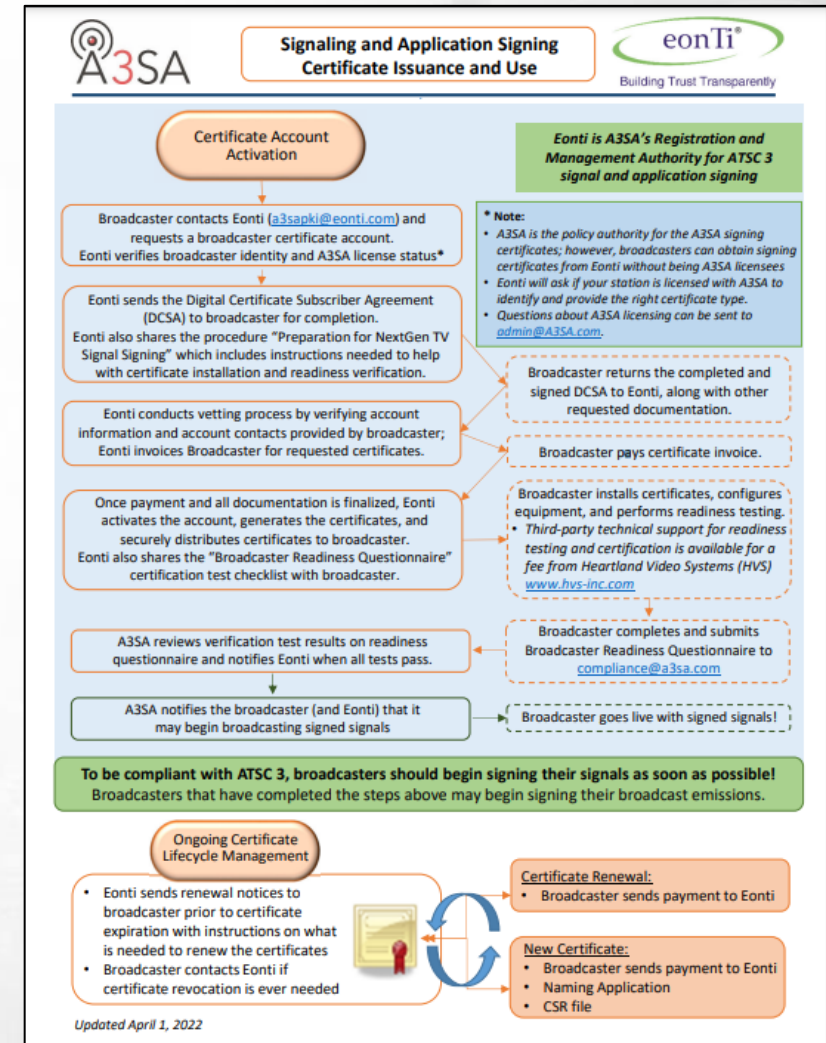 A3SA
Signaling and Application Signing
Certificate Issuance and Use
eonTi®
Building Trust Transparently
Certificate Account
Activation
Eonti is A3SA's Registration and
Management Authority for ATSC 3
signal and application signing
Broadcaster contacts Eonti (a3sapki@eonti.com) and
requests a broadcaster certificate account.
Eonti verifies broadcaster identity and A3SA license status*
* Note:
• A3SA is the policy authority for the A3SA signing
certificates; however, broadcasters can obtain signing
certificates from Eonti without being A3SA licensees
• Eonti will ask if your station is licensed with A3SA to
identify and provide the right certificate type.
• Questions about A3SA licensing can be sent to
admin@A3SA.com.
Eonti sends the Digital Certificate Subscriber Agreement
(DCSA) to broadcaster for completion.
Eonti also shares the procedure "Preparation for NextGen TV
Signal Signing" which includes instructions needed to help
with certificate installation and readiness verification.
Broadcaster returns the completed and
signed DCSA to Eonti, along with other
requested documentation.
Eonti conducts vetting process by verifying account
information and account contacts provided by broadcaster;
Eonti invoices Broadcaster for requested certificates.
Broadcaster pays certificate invoice.
Once payment and all documentation is finalized, Eonti
activates the account, generates the certificates, and
securely distributes certificates to broadcaster.
Eonti also shares the "Broadcaster Readiness Questionnaire"
certification test checklist with broadcaster.
Broadcaster installs certificates, configures
equipment, and performs readiness testing.
• Third-party technical support for readiness
testing and certification is available for a
fee from Heartland Video Systems (HVS)
www.hvs-inc.com
Broadcaster completes and submits
Broadcaster Readiness Questionnaire to
compliance@a3sa.com
A3SA reviews verification test results on readiness
questionnaire and notifies Eonti when all tests pass.
A3SA notifies the broadcaster (and Eonti) that it
may begin broadcasting signed signals
Broadcaster goes live with signed signals!
To be compliant with ATSC 3, broadcasters should begin signing their signals as soon as possible!
Broadcasters that have completed the steps above may begin signing their broadcast emissions.
Ongoing Certificate
Lifecycle Management
• Eonti sends renewal notices to
broadcaster prior to certificate
expiration with instructions on what
is needed to renew the certificates
• Broadcaster contacts Eonti if
certificate revocation is ever needed
Certificate Renewal:
• Broadcaster sends payment to Eonti
New Certificate:
• Broadcaster sends payment to Eonti
• Naming Application
• CSR file
Updated April 1, 2022